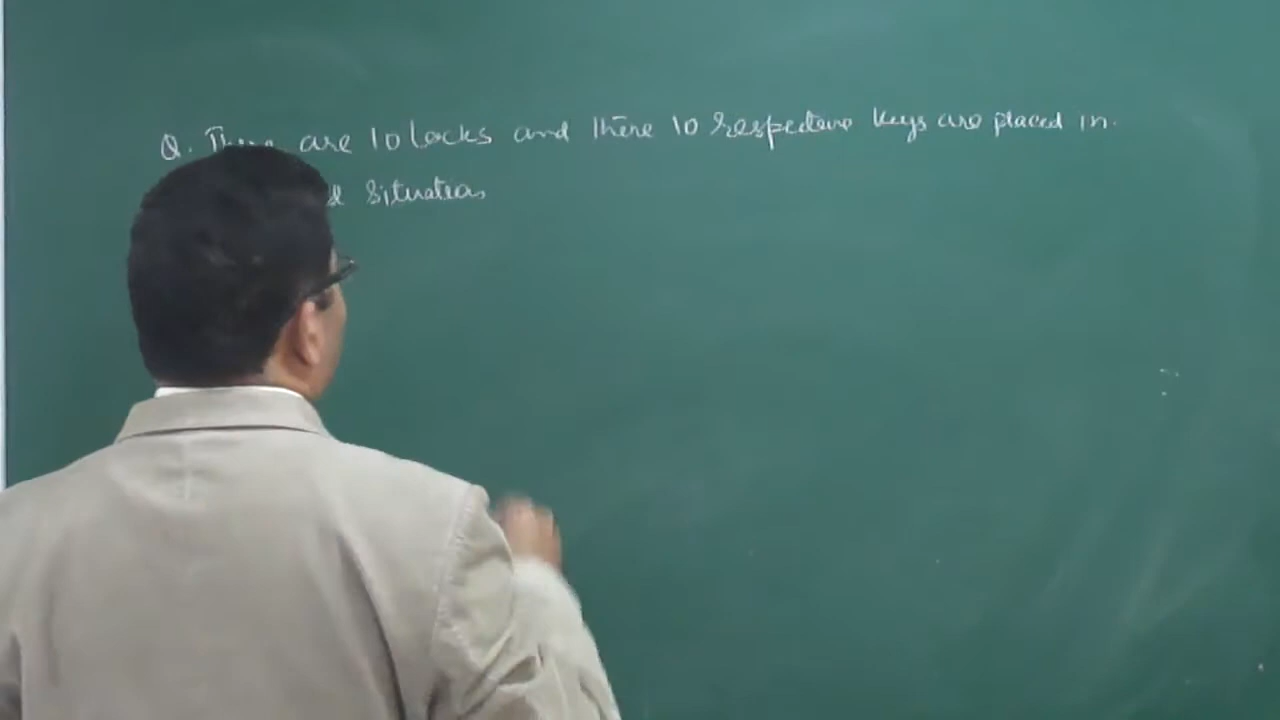 Q. There are 10 locks and there 10 respective keys are placed in.
situation